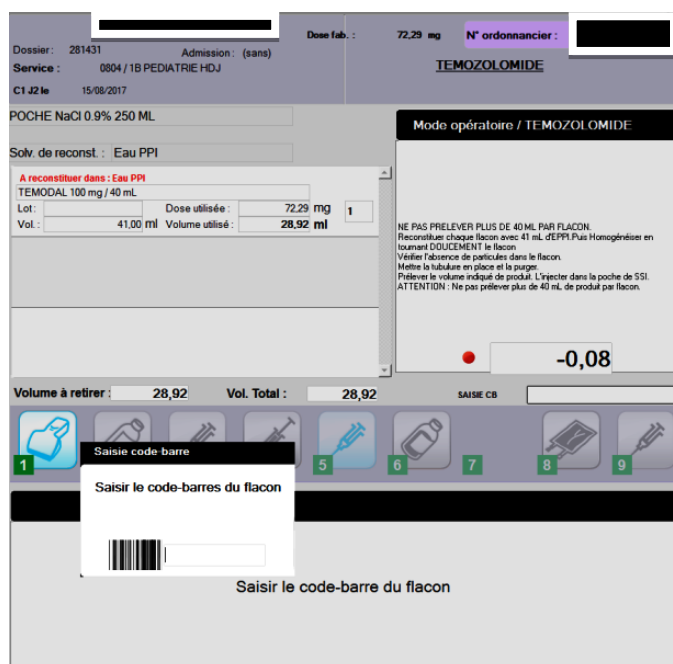 Dose fab. : 72,29 mg N° ordonnancier :
Dossier: 281431 Admission : (sans)
Service : 0804 / 1B PEDIATRIE HDJ
TEMOZOLOMIDE
C1 J2 le 15/08/2017
POCHE NaCl 0.9% 250 ML
Solv. de reconst. : Eau PPI
A reconstituer dans : Eau PPI
TEMODAL 100 mg / 40 mL
Lot : Dose utilisée : 72,29 mg 1
Vol. : 41,00 ml Volume utilisé : 28,92 ml
Mode opératoire / TEMOZOLOMIDE
NE PAS PRELEVER PLUS DE 40 ML PAR FLACON.
Reconstituer chaque flacon avec 41 mL d'EPPI.Puis Homogénéiser en
tournant DOUCEMENT le flacon
Vérifier l'absence de particules dans le flacon.
Mettre la tubulure en place et la purger.
Prélever le volume indiqué de produit. L'injecter dans la poche de SSI.
ATTENTION : Ne pas prélever plus de 40 mL de produit par flacon.
-0,08
Volume à retirer : 28,92 Vol. Total : 28,92 SAISIE CB
1 5 6 7 8 9
Saisie code-barre
Saisir le code-barres du flacon
Saisir le code-barre du flacon